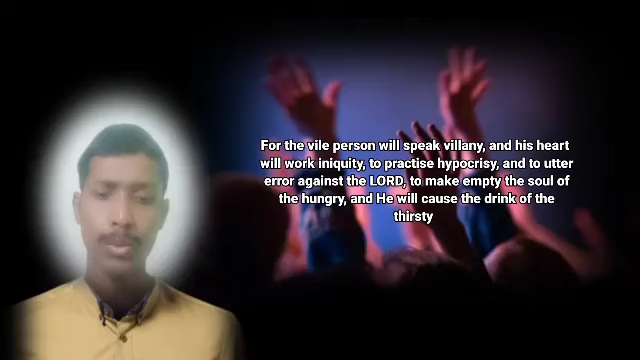 For the vile person will speak villany, and his heart
will work iniquity, to practise hypocrisy, and to utter
error against the LORD, to make empty the soul of
the hungry, and He will cause the drink of the
thirsty